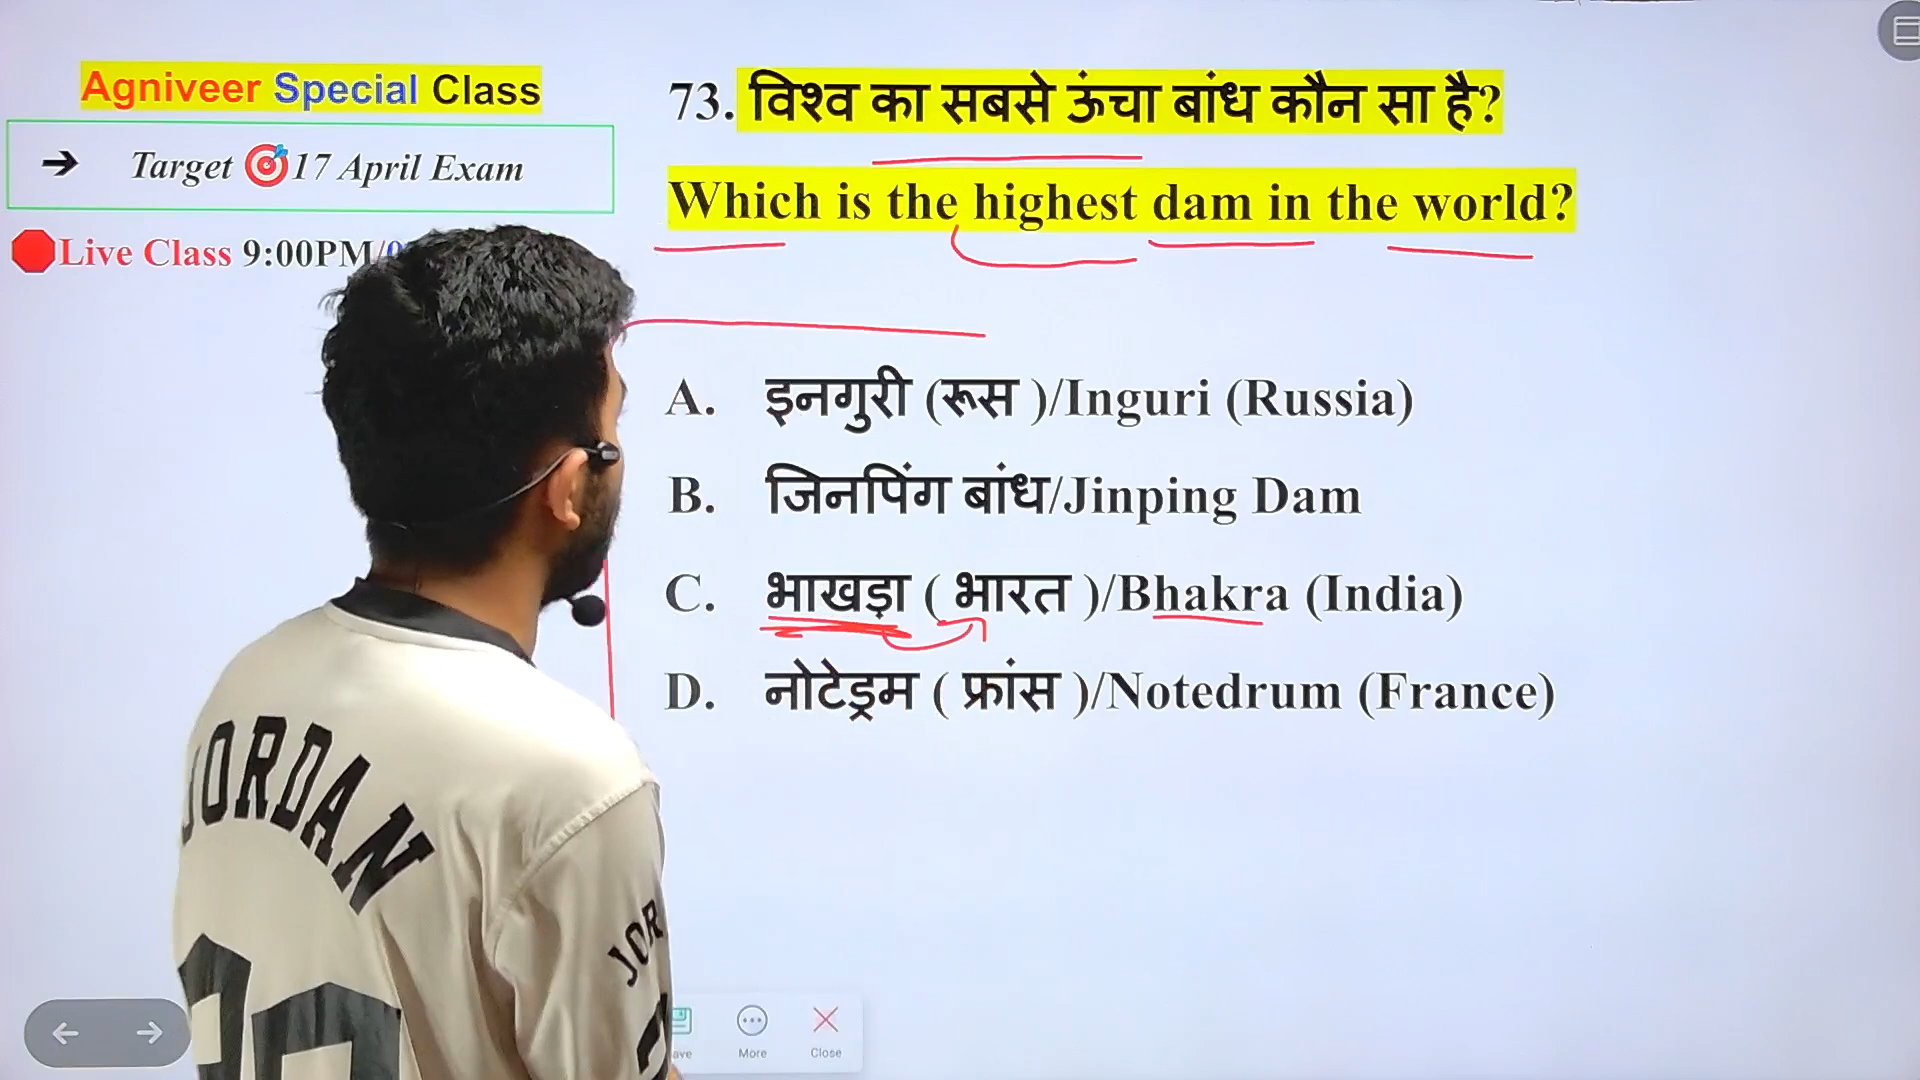 Agniveer Special Class
➔ Target 🎯17 April Exam
Live Class 9:00PM/
73. विश्व का सबसे ऊंचा बांध कौन सा है?
Which is the highest dam in the world?
A. इनगुरी (रूस )/Inguri (Russia)
B. जिनपिंग बांध/Jinping Dam
C. भाखड़ा ( भारत )/Bhakra (India)
D. नोटेड्रम ( फ्रांस )/Notedrum (France)
JORDAN
JOR
More
Close